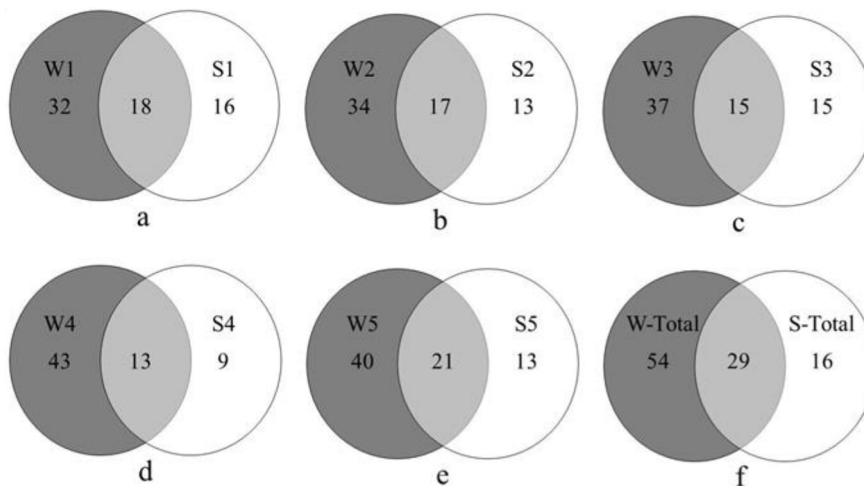 W1 S1
32 18 16
a
W2 S2
34 17 13
b
W3 S3
37 15 15
c
W4 S4
43 13 9
d
W5 S5
40 21 13
e
W-Total S-Total
54 29 16
f